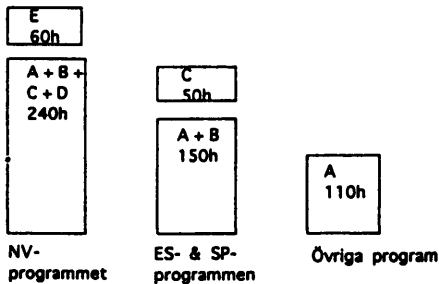 E
60h
A + B +
C + D
240h
NV-
programmet
C
50h
A + B
150h
ES- & SP-
programmen
A
110h
Övriga program